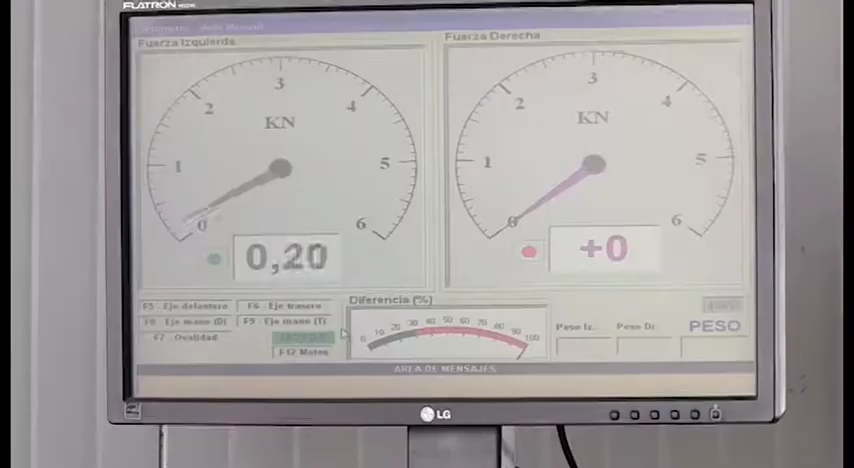 FLATRON
Fuerza Izquierda
Fuerza Derecha
0 1 2 3 4 5 6
KN
0,20
0 1 2 3 4 5 6
KN
+0
F5 - Eje delantero
F6 - Eje trasero
F8 - Eje mano (D)
F9 - Eje mano (T)
F7 - Ovalidad
F12 Motos
Diferencia (%)
0 10 20 30 40 50 60 70 80 90 100
Peso Iz.
Peso D
PESO
AREA DE MENSAJES
LG